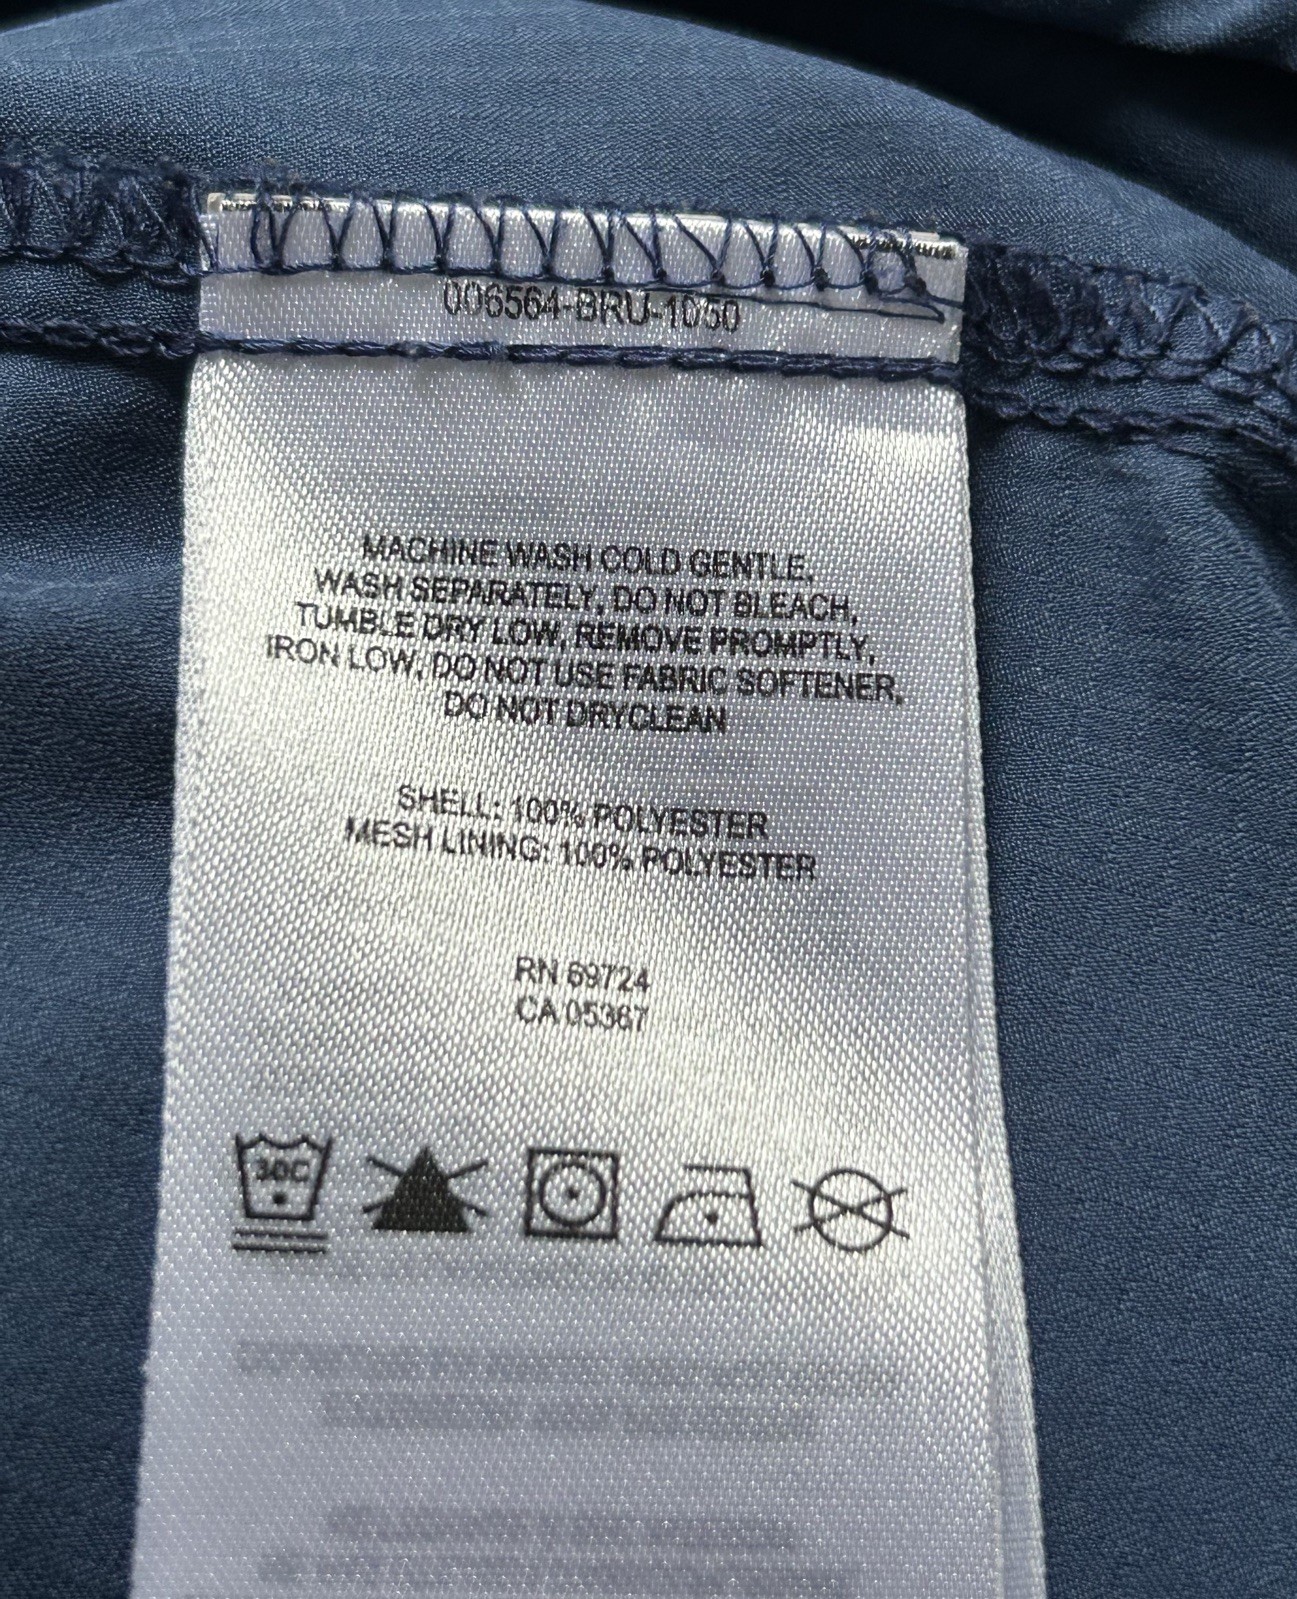 006564-BRU-1050
MACHINE WASH COLD GENTLE,
WASH SEPARATELY, DO NOT BLEACH,
TUMBLE DRY LOW, REMOVE PROMPTLY,
IRON LOW, DO NOT USE FABRIC SOFTENER,
DO NOT DRYCLEAN
SHELL: 100% POLYESTER
MESH LINING: 100% POLYESTER
RN 69724
CA 05367
30C